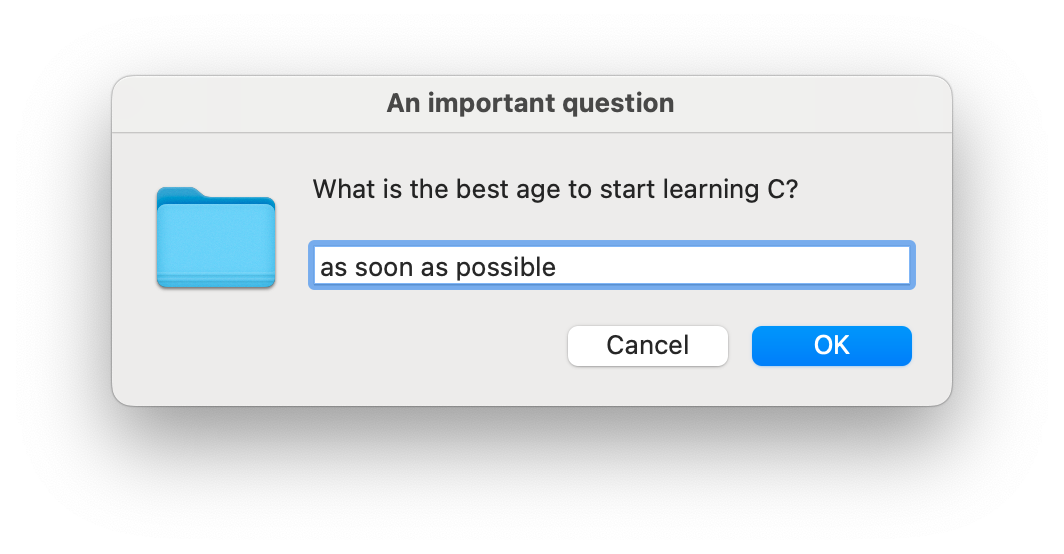 An important question
What is the best age to start learning C?
as soon as possible
Cancel OK